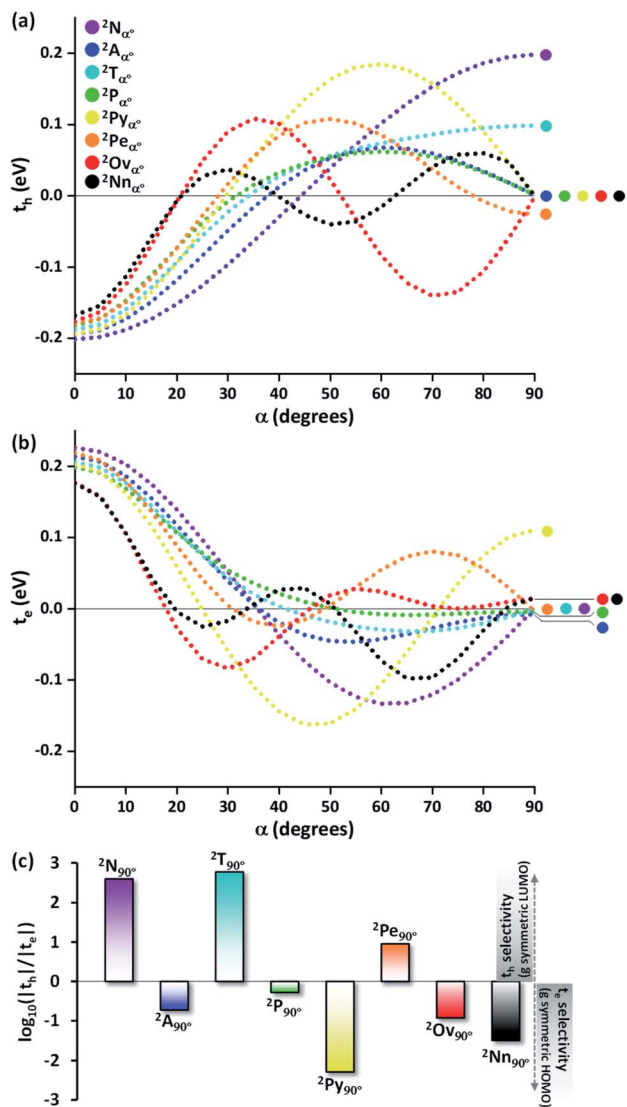 (a)
²Nα°
²Aα°
²Tα°
²Pα°
²Pyα°
²Peα°
²Ovα°
²Nnα°
0.2
0.1
0.0
-0.1
-0.2
th (eV)
0 10 20 30 40 50 60 70 80 90
α (degrees)
(b)
0.2
0.1
0.0
-0.1
-0.2
te (eV)
0 10 20 30 40 50 60 70 80 90
α (degrees)
(c)
3
2
1
0
-1
-2
-3
log10(|th|/|te|)
²N90°
²A90°
²T90°
²P90°
²Py90°
²Pe90°
²Ov90°
²Nn90°
th selectivity
(g symmetric LUMO)
te selectivity
(g symmetric HOMO)